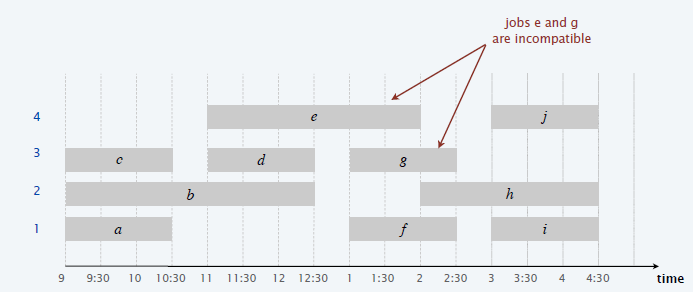 jobs e and g
are incompatible
4 e j
3 c d g
2 b h
1 a f i
9 9:30 10 10:30 11 11:30 12 12:30 1 1:30 2 2:30 3 3:30 4 4:30 time